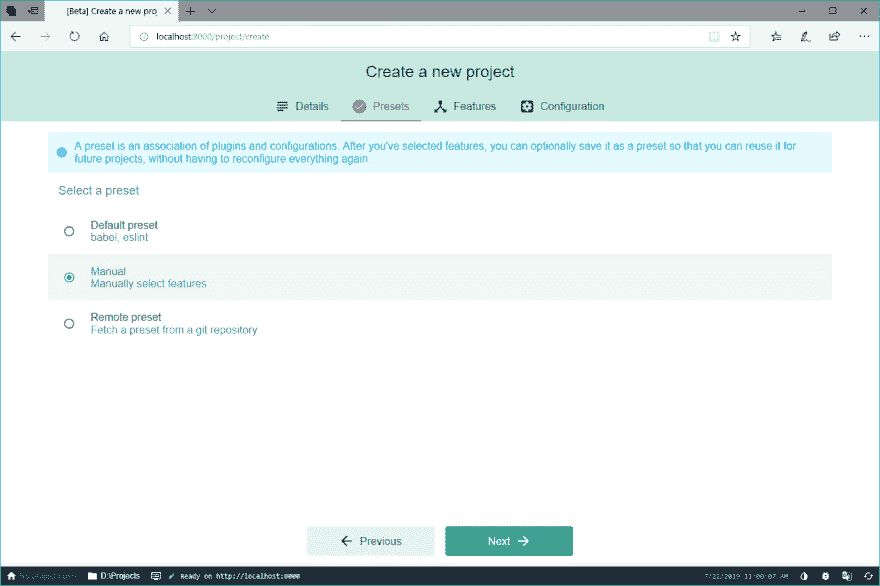 [Beta] Create a new proj
localhost:8000/project/create
Create a new project
Details
Presets
Features
Configuration
A preset is an association of plugins and configurations. After you've selected features, you can optionally save it as a preset so that you can reuse it for
future projects, without having to reconfigure everything again
Select a preset
Default preset
babel, eslint
Manual
Manually select features
Remote preset
Fetch a preset from a git repository
Previous
Next
D:\Projects
Ready on http://localhost:8000
7/22/2019 11:00:07 AM